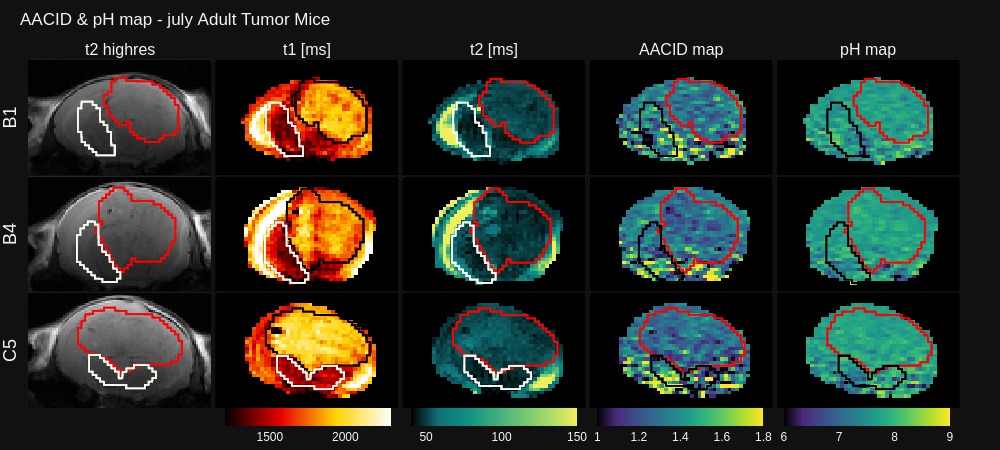 AACID & pH map - july Adult Tumor Mice
t2 highres t1 [ms] t2 [ms] AACID map pH map
B1
B4
C5
1500 2000 50 100 150 1 1.2 1.4 1.6 1.8 6 7 8 9